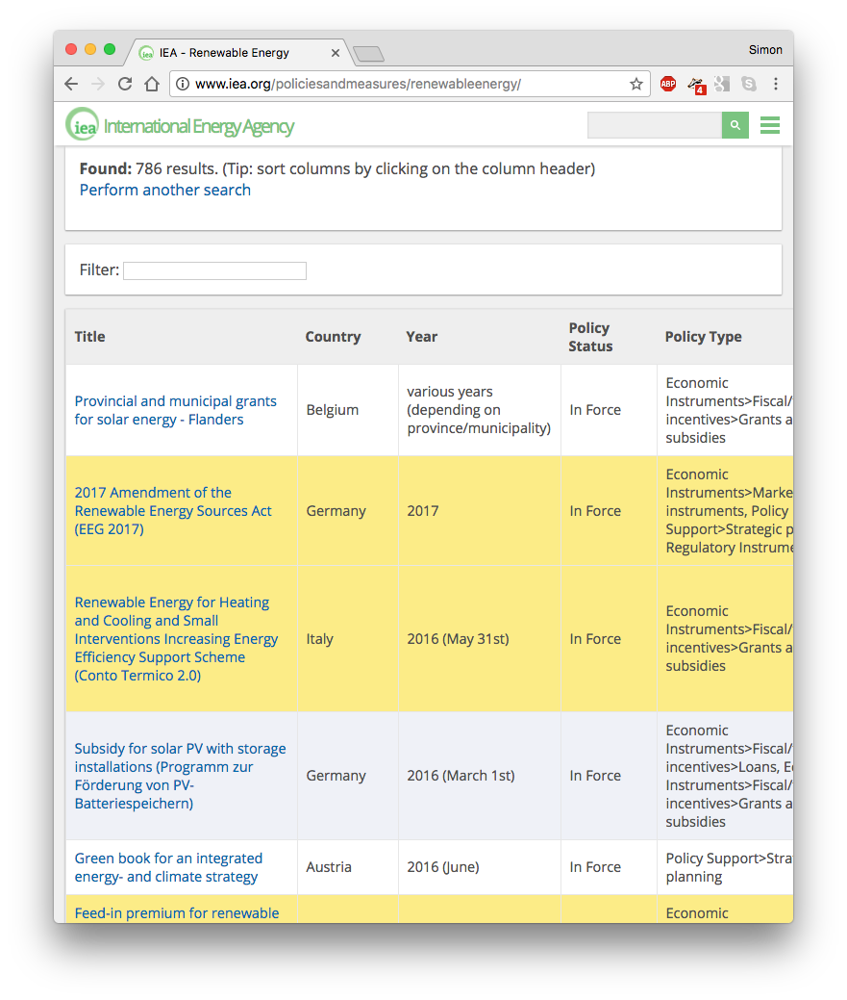 iea IEA - Renewable Energy
Simon
www.iea.org/policiesandmeasures/renewableenergy/
ABP
4
iea International Energy Agency
Found: 786 results. (Tip: sort columns by clicking on the column header)
Perform another search
Filter:
Title Country Year Policy Status Policy Type
Provincial and municipal grants
for solar energy - Flanders
Belgium
various years
(depending on
province/municipality)
In Force
Economic
Instruments>Fiscal/
incentives>Grants a
subsidies
2017 Amendment of the
Renewable Energy Sources Act
(EEG 2017)
Germany
2017
In Force
Economic
Instruments>Marke
instruments, Policy
Support>Strategic p
Regulatory Instrume
Renewable Energy for Heating
and Cooling and Small
Interventions Increasing Energy
Efficiency Support Scheme
(Conto Termico 2.0)
Italy
2016 (May 31st)
In Force
Economic
Instruments>Fiscal/
incentives>Grants a
subsidies
Subsidy for solar PV with storage
installations (Programm zur
Förderung von PV-
Batteriespeichern)
Germany
2016 (March 1st)
In Force
Economic
Instruments>Fiscal/
incentives>Loans, E
Instruments>Fiscal/
incentives>Grants a
subsidies
Green book for an integrated
energy- and climate strategy
Austria
2016 (June)
In Force
Policy Support>Stra
planning
Feed-in premium for renewable
Economic